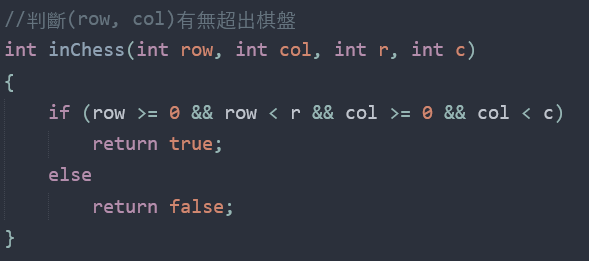 //判斷(row, col)有無超出棋盤
int inChess(int row, int col, int r, int c)
{
    if (row >= 0 && row < r && col >= 0 && col < c)
        return true;
    else
        return false;
}